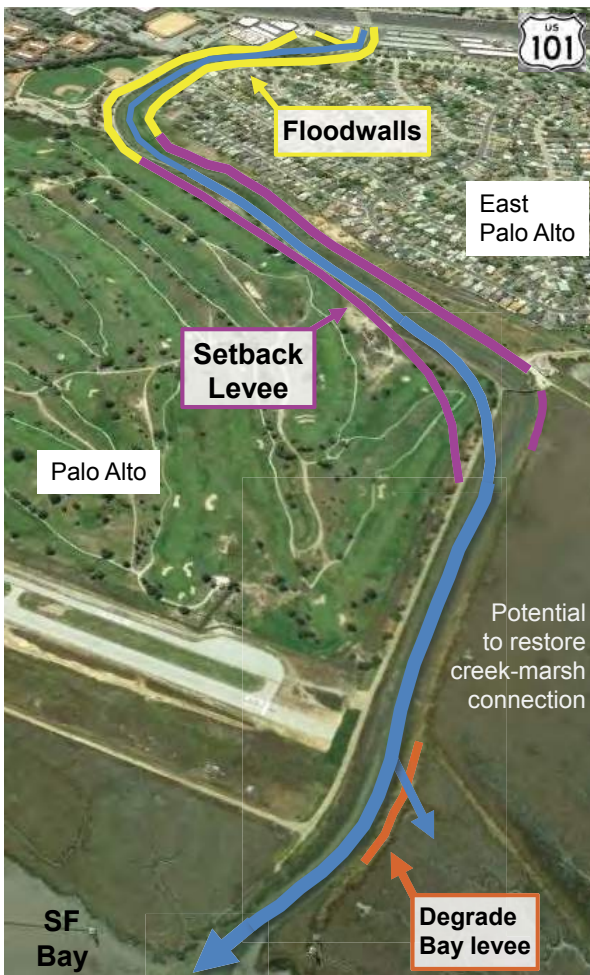 US
101
Floodwalls
East
Palo Alto
Setback
Levee
Palo Alto
Potential
to restore
creek-marsh
connection
Degrade
Bay levee
SF
Bay